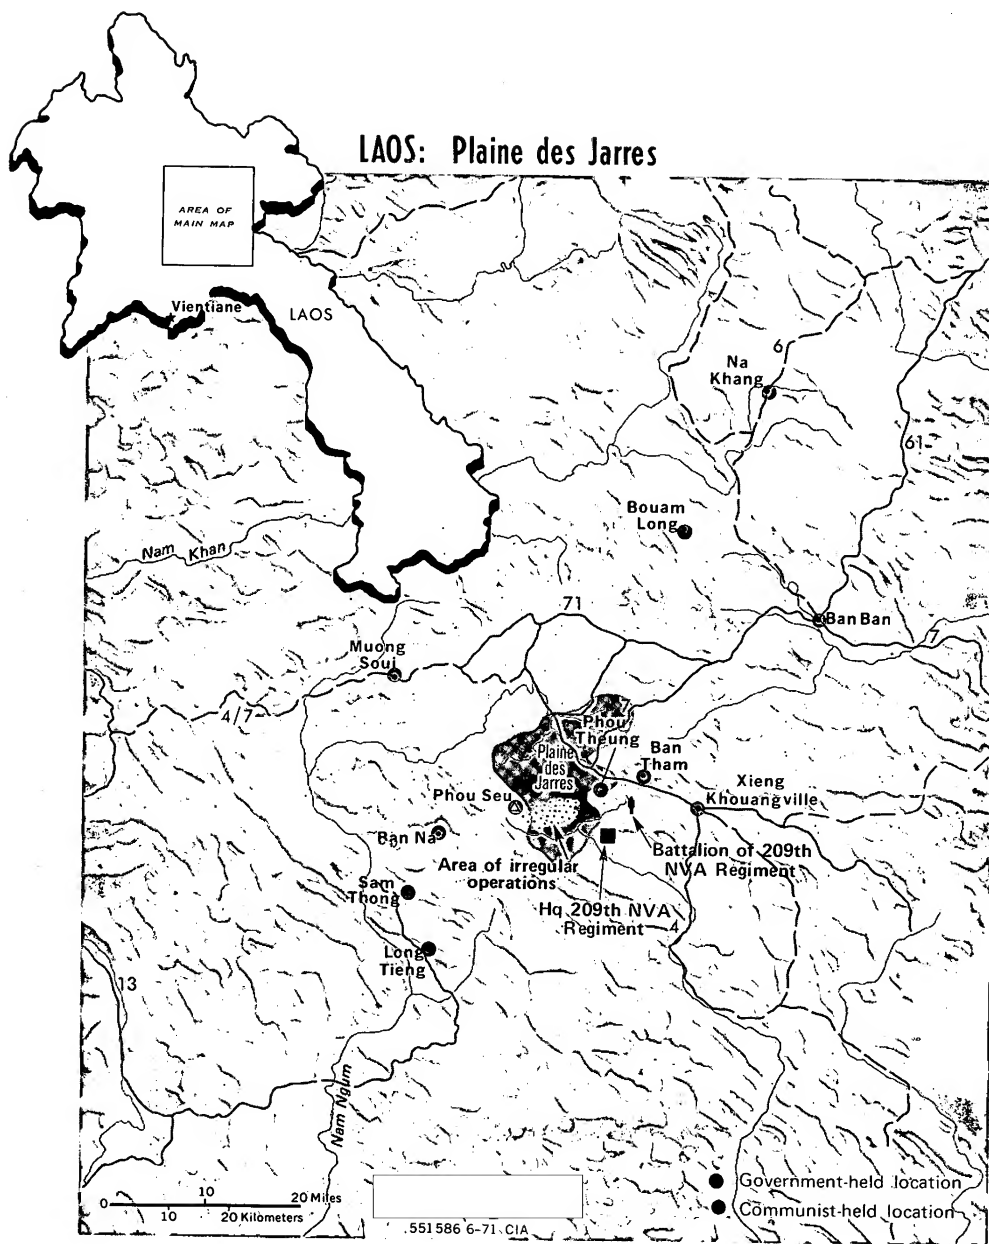 LAOS: Plaine des Jarres
AREA OF
MAIN MAP
Vientiane
LAOS
6
Na
Khang
61
Bouam
Long
Nam Khan
71
Ban Ban
7
Muong
Soui
4/7
7
Phou
Theung
Plaine
des
Jarres
Ban
Tham
Xieng
Khouangville
Phou Seu
Ban Na
Area of irregular
operations
Battalion of 209th
NVA Regiment
Sam
Thong
Hq 209th NVA
Regiment
4
Long
Tieng
13
Nam Ngum
0 10 20 Miles
0 10 20 Kilometers
551586 6-71 CIA
Government-held location
Communist-held location